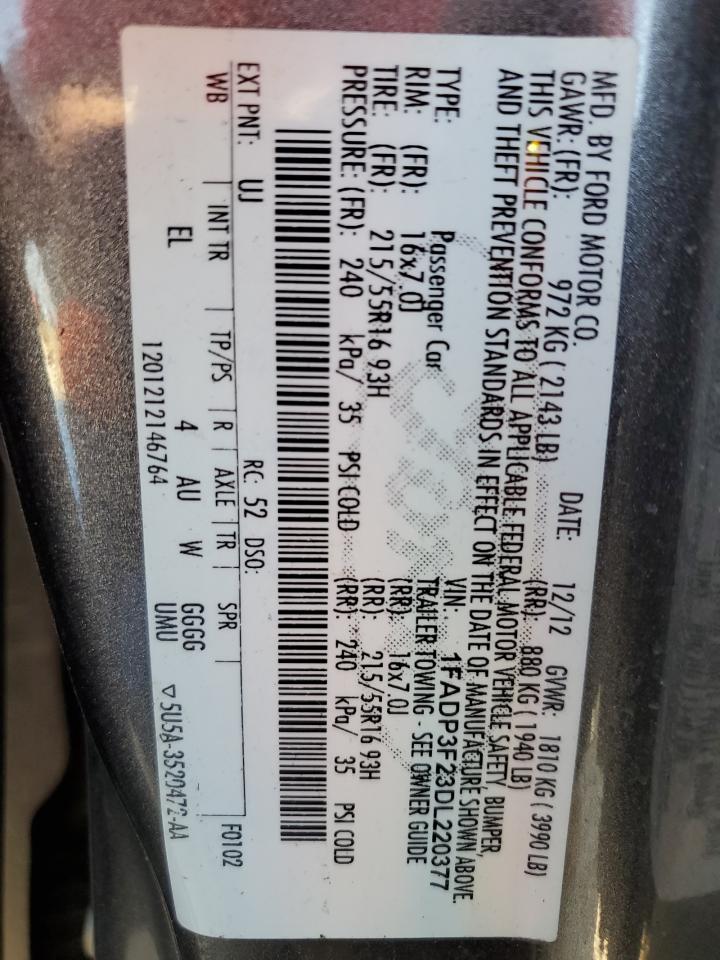 MFD. BY FORD MOTOR CO.
DATE: 12/12 GVWR: 1810 KG ( 3990 LB)
GAWR: (FR): 972 KG ( 2143 LB) (RR): 880 KG ( 1940 LB)
THIS VEHICLE CONFORMS TO ALL APPLICABLE FEDERAL MOTOR VEHICLE SAFETY, BUMPER,
AND THEFT PREVENTION STANDARDS IN EFFECT ON THE DATE OF MANUFACTURE SHOWN ABOVE.
VIN: 1FADP3F23DL220377
TYPE: Passenger Car TRAILER TOWING - SEE OWNER GUIDE
RIM: (FR): 16x7.0J (RR): 16x7.0J
TIRE: (FR): 215/55R16 93H (RR): 215/55R16 93H
PRESSURE: (FR): 240 kPa/ 35 PSI COLD (RR): 240 kPa/ 35 PSI COLD
EXT PNT: UJ RC: 52 DSO: F0102
WB INT TR TP/PS R AXLE TR SPR
EL 4 AU W GGGG
UMU
1201212146764 ▽5U5A-3520472-AA